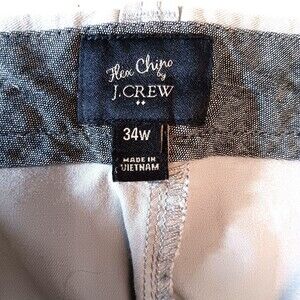 Flex Chino
by
J.CREW
34W
MADE IN
VIETNAM